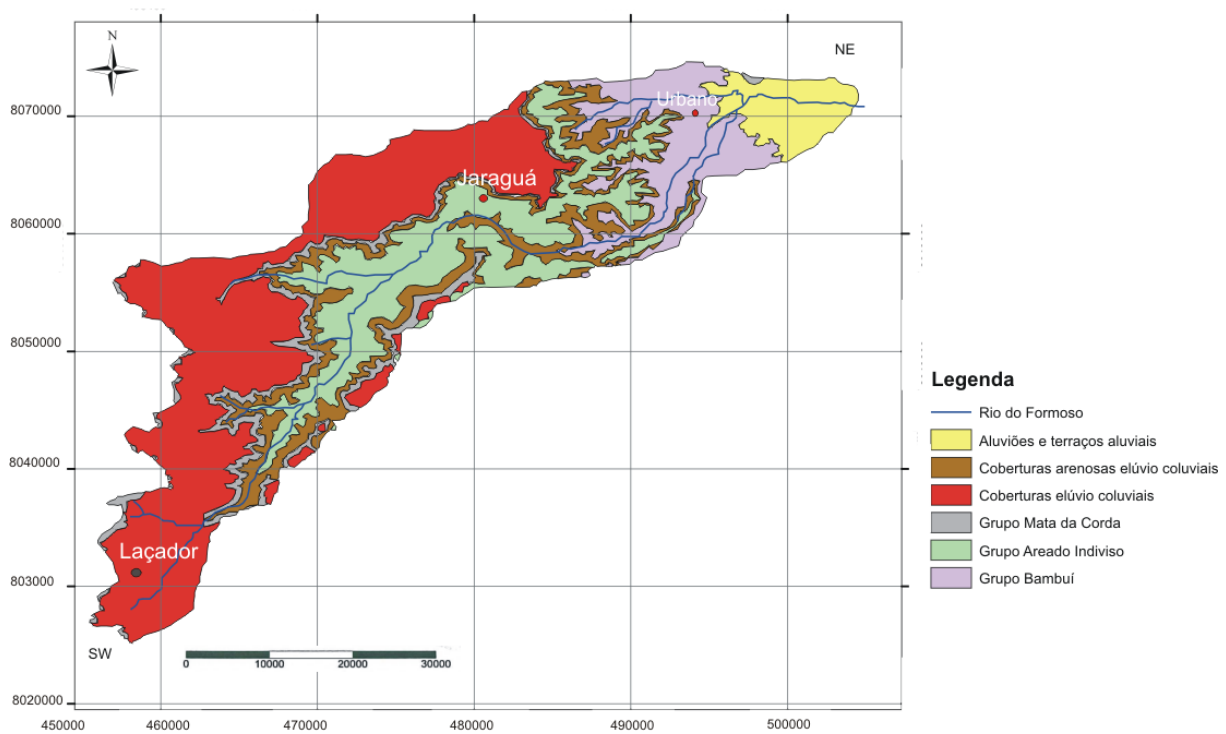 N
NE
8070000
Urbano
Jaraguá
8060000
8050000
8040000
Laçador
803000
SW
0 10000 20000 30000
8020000
450000 460000 470000 480000 490000 500000
Legenda
Rio do Formoso
Aluviões e terraços aluviais
Coberturas arenosas elúvio coluviais
Coberturas elúvio coluviais
Grupo Mata da Corda
Grupo Areado Indiviso
Grupo Bambuí